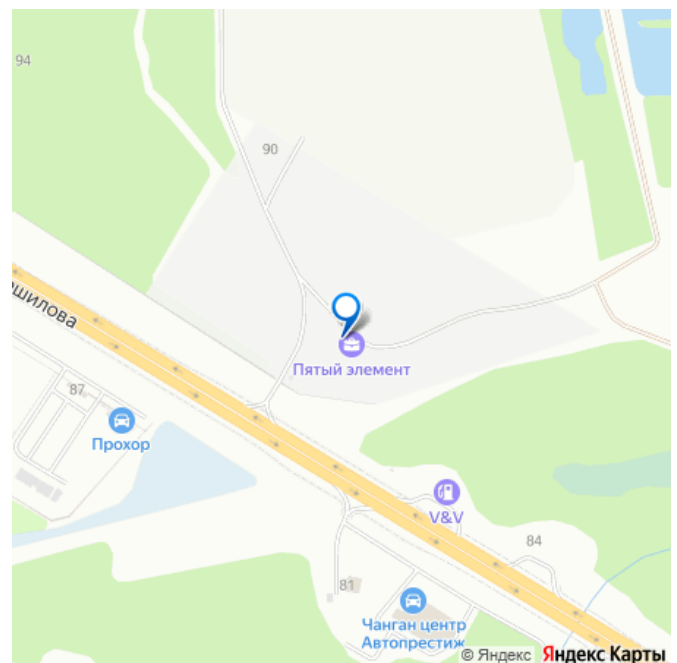 94
90
шилова
Пятый элемент
87
Прохор
V&V
84
81
Чанган центр
Автопрестиж
© Яндекс Яндекс Карты